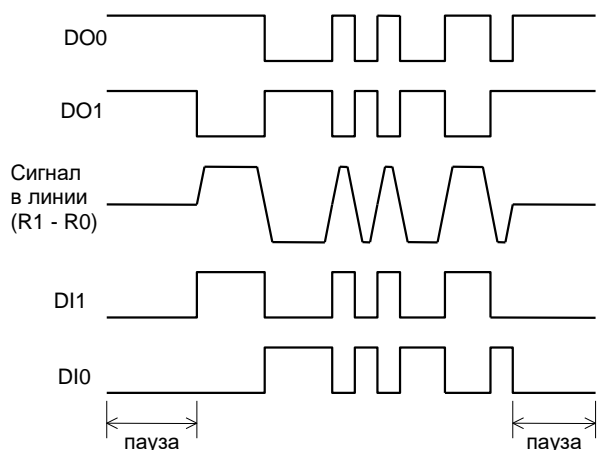 DO0
DO1
Сигнал
в линии
(R1 - R0)
DI1
DI0
пауза
пауза